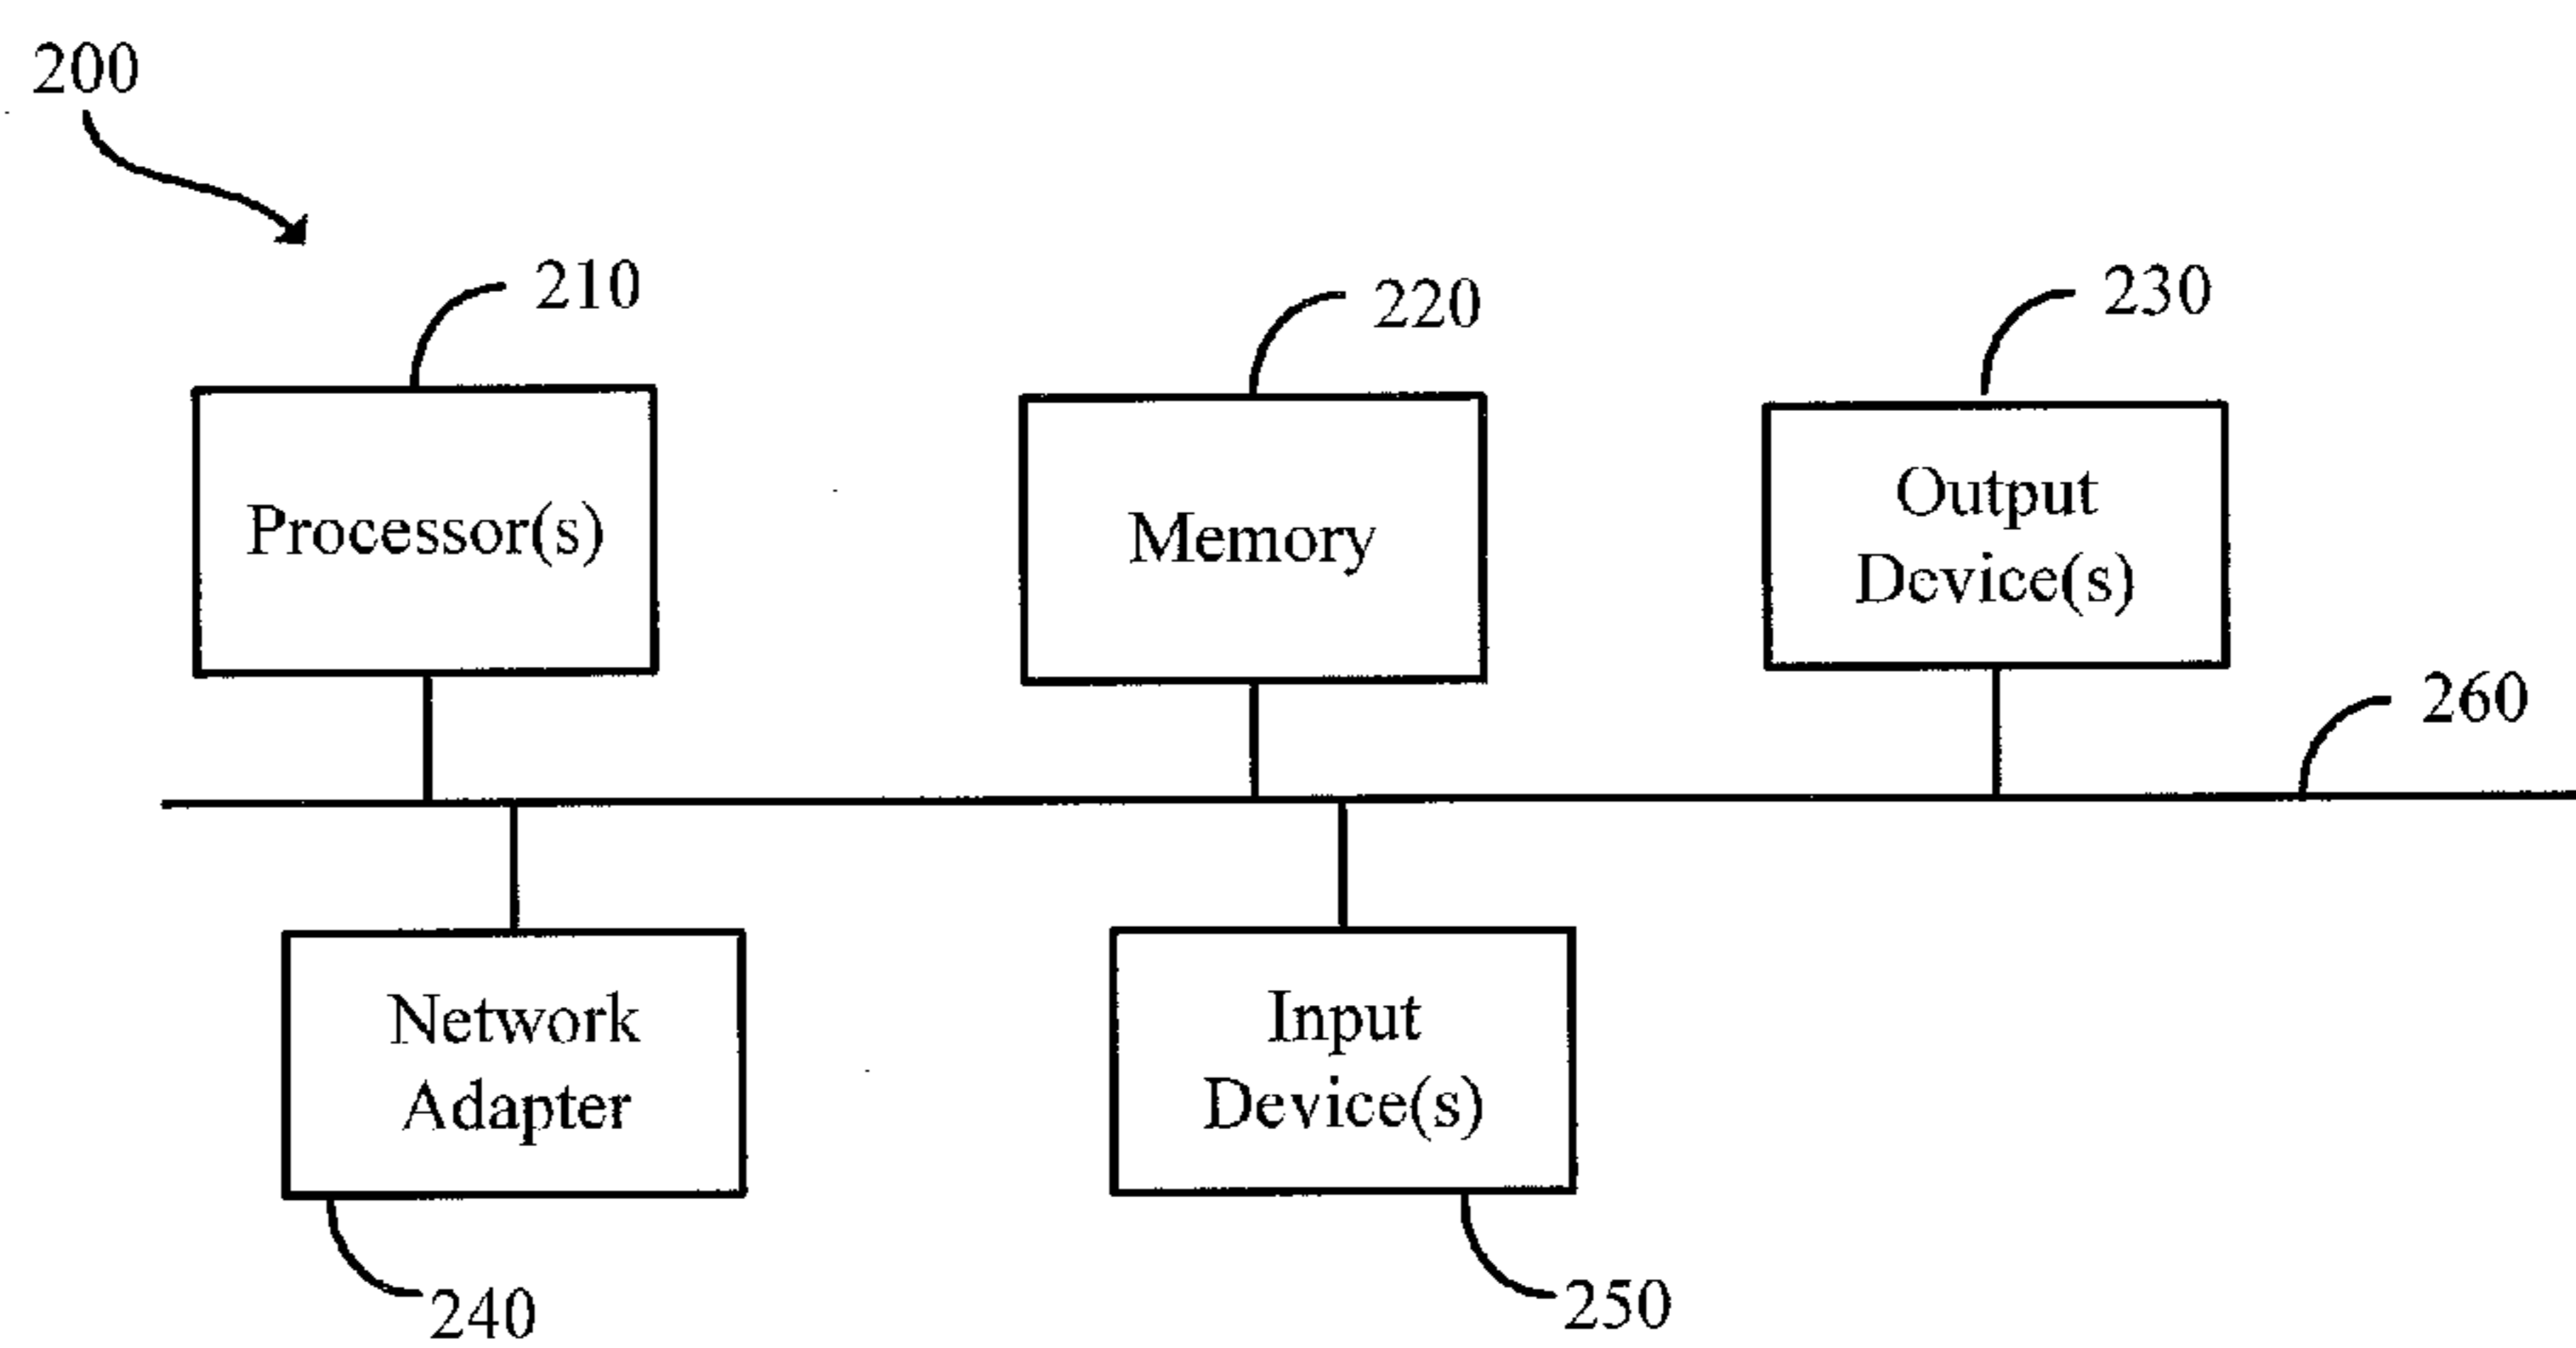 200
210
220
230
Processor(s)
Memory
Output
Device(s)
260
Network
Adapter
Input
Device(s)
240
250